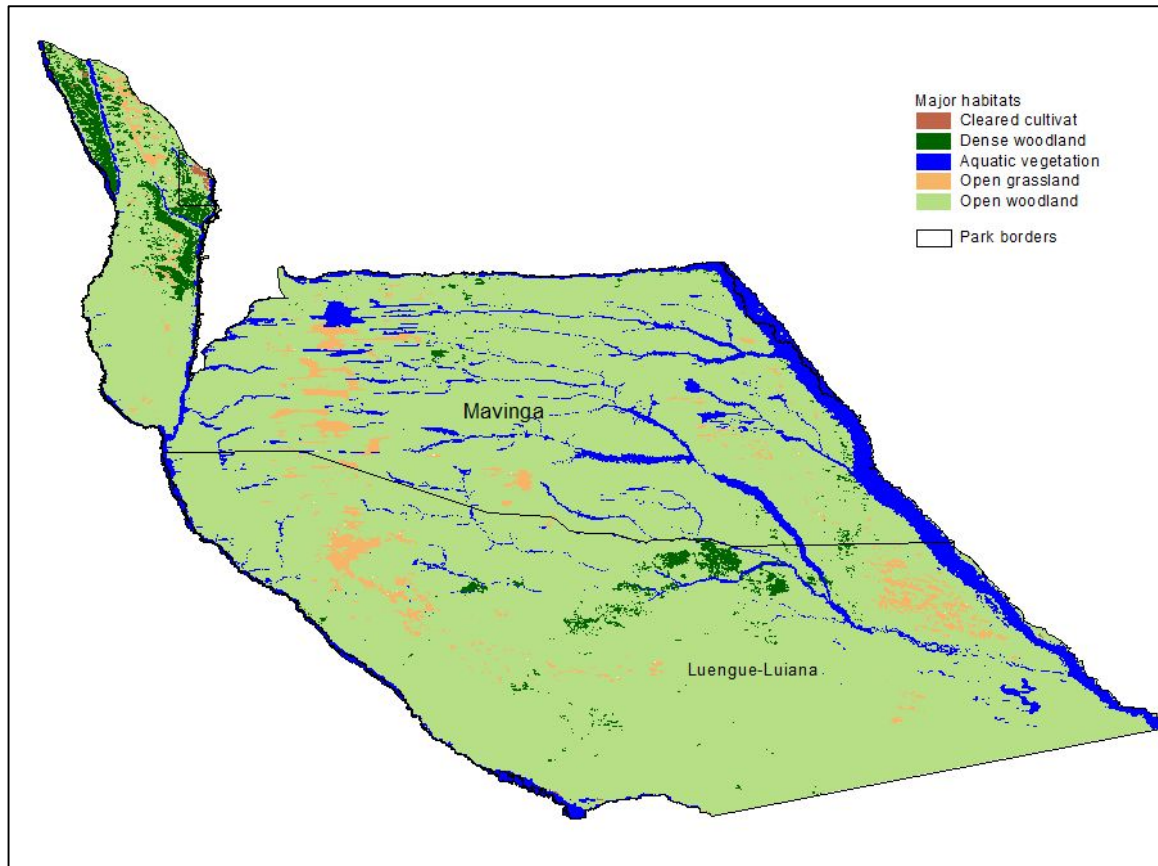 Major habitats
Cleared cultivat
Dense woodland
Aquatic vegetation
Open grassland
Open woodland
Park borders
Mavinga
Luengue-Luiana